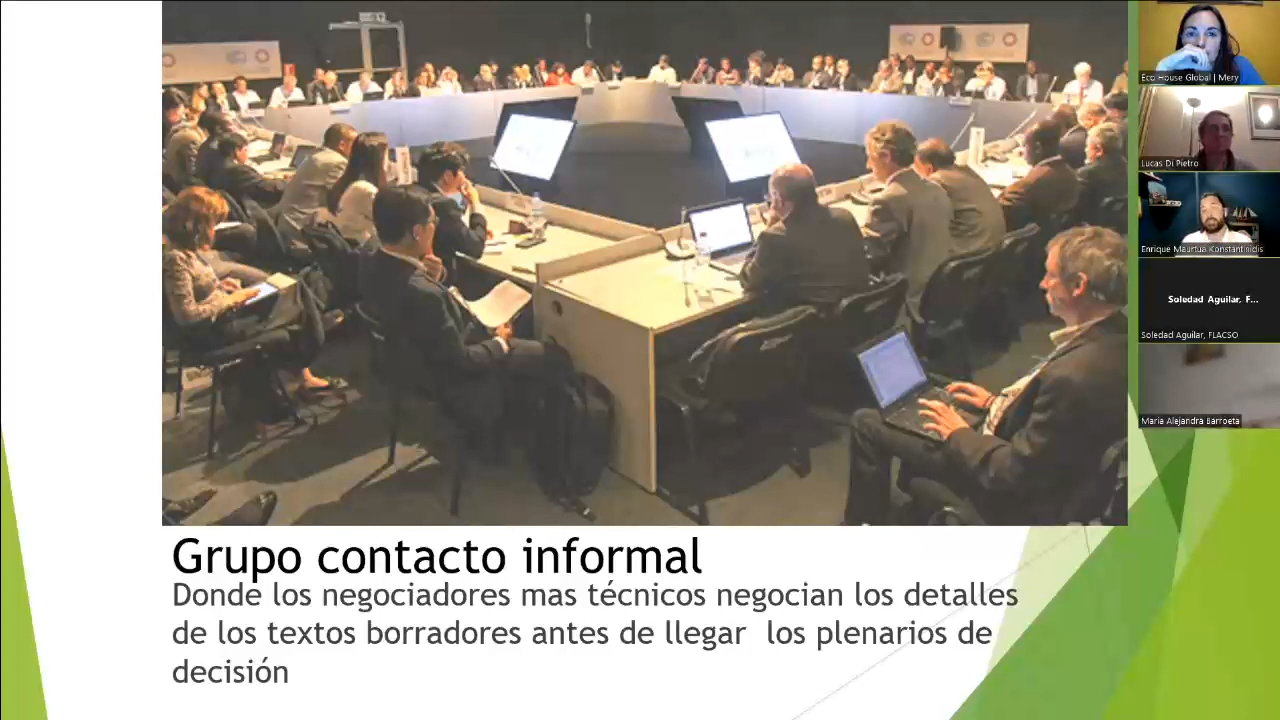 Grupo contacto informal
Donde los negociadores mas técnicos negocian los detalles
de los textos borradores antes de llegar los plenarios de
decisión
Eco House Global | Mery
Lucas Di Pietro
Enrique Maurtua Konstantinidis
Soledad Aguilar, F...
Soledad Aguilar, FLACSO
Maria Alejandra Barroeta